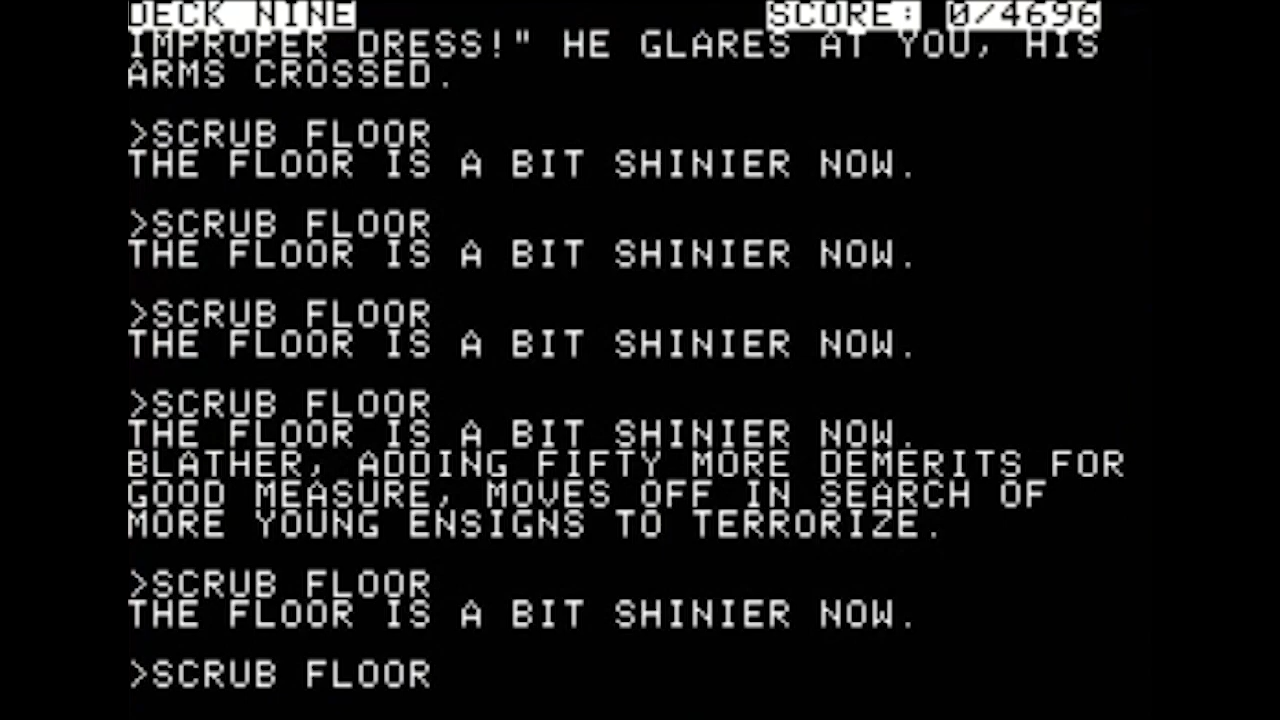 DECK NINE SCORE: 0/4696
IMPROPER DRESS!" HE GLARES AT YOU, HIS
ARMS CROSSED.
>SCRUB FLOOR
THE FLOOR IS A BIT SHINIER NOW.
>SCRUB FLOOR
THE FLOOR IS A BIT SHINIER NOW.
>SCRUB FLOOR
THE FLOOR IS A BIT SHINIER NOW.
>SCRUB FLOOR
THE FLOOR IS A BIT SHINIER NOW.
BLATHER, ADDING FIFTY MORE DEMERITS FOR
GOOD MEASURE, MOVES OFF IN SEARCH OF
MORE YOUNG ENSIGNS TO TERRORIZE.
>SCRUB FLOOR
THE FLOOR IS A BIT SHINIER NOW.
>SCRUB FLOOR